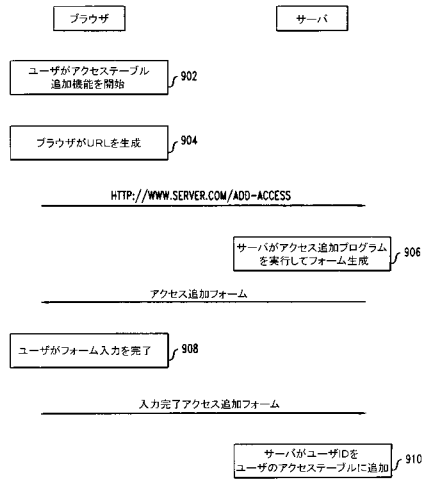 ブラウザ
サーバ
ユーザがアクセステーブル
追加機能を開始
902
ブラウザがURLを生成
904
HTTP://WWW.SERVER.COM/ADD-ACCESS
サーバがアクセス追加プログラム
を実行してフォーム生成
906
アクセス追加フォーム
ユーザがフォーム入力を完了
908
入力完了アクセス追加フォーム
サーバがユーザIDを
ユーザのアクセステーブルに追加
910